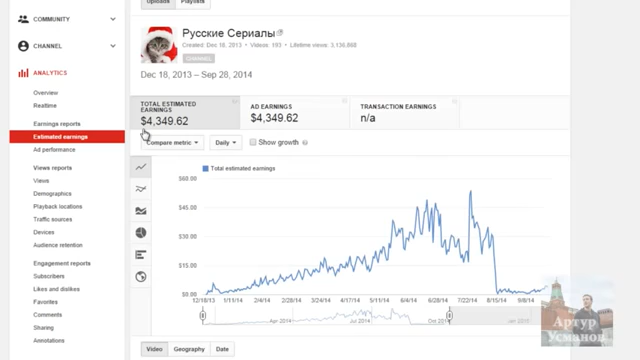 Uploads Playlists
COMMUNITY
Русские Сериалы
Created: Dec 18, 2013 • Videos: 193 • Lifetime views: 3,136,868
CHANNEL
CHANNEL
ANALYTICS
Dec 18, 2013 – Sep 28, 2014
Overview
Realtime
TOTAL ESTIMATED EARNINGS
$4,349.62
AD EARNINGS
$4,349.62
TRANSACTION EARNINGS
n/a
Earnings reports
Estimated earnings
Ad performance
Compare metric Daily Show growth
Views reports
Views
Demographics
Playback locations
Traffic sources
Devices
Audience retention
Engagement reports
Subscribers
Likes and dislikes
Favorites
Comments
Sharing
Annotations
Total estimated earnings
$60.00
$45.00
$30.00
$15.00
$0.00
12/18/13 1/11/14 2/4/14 2/28/14 3/24/14 4/17/14 5/11/14 6/4/14 6/28/14 7/22/14 8/15/14 9/8/14
Apr 2014 Jul 2014 Oct 2014 Jan 2015
Video Geography Date
Артур
Усманов